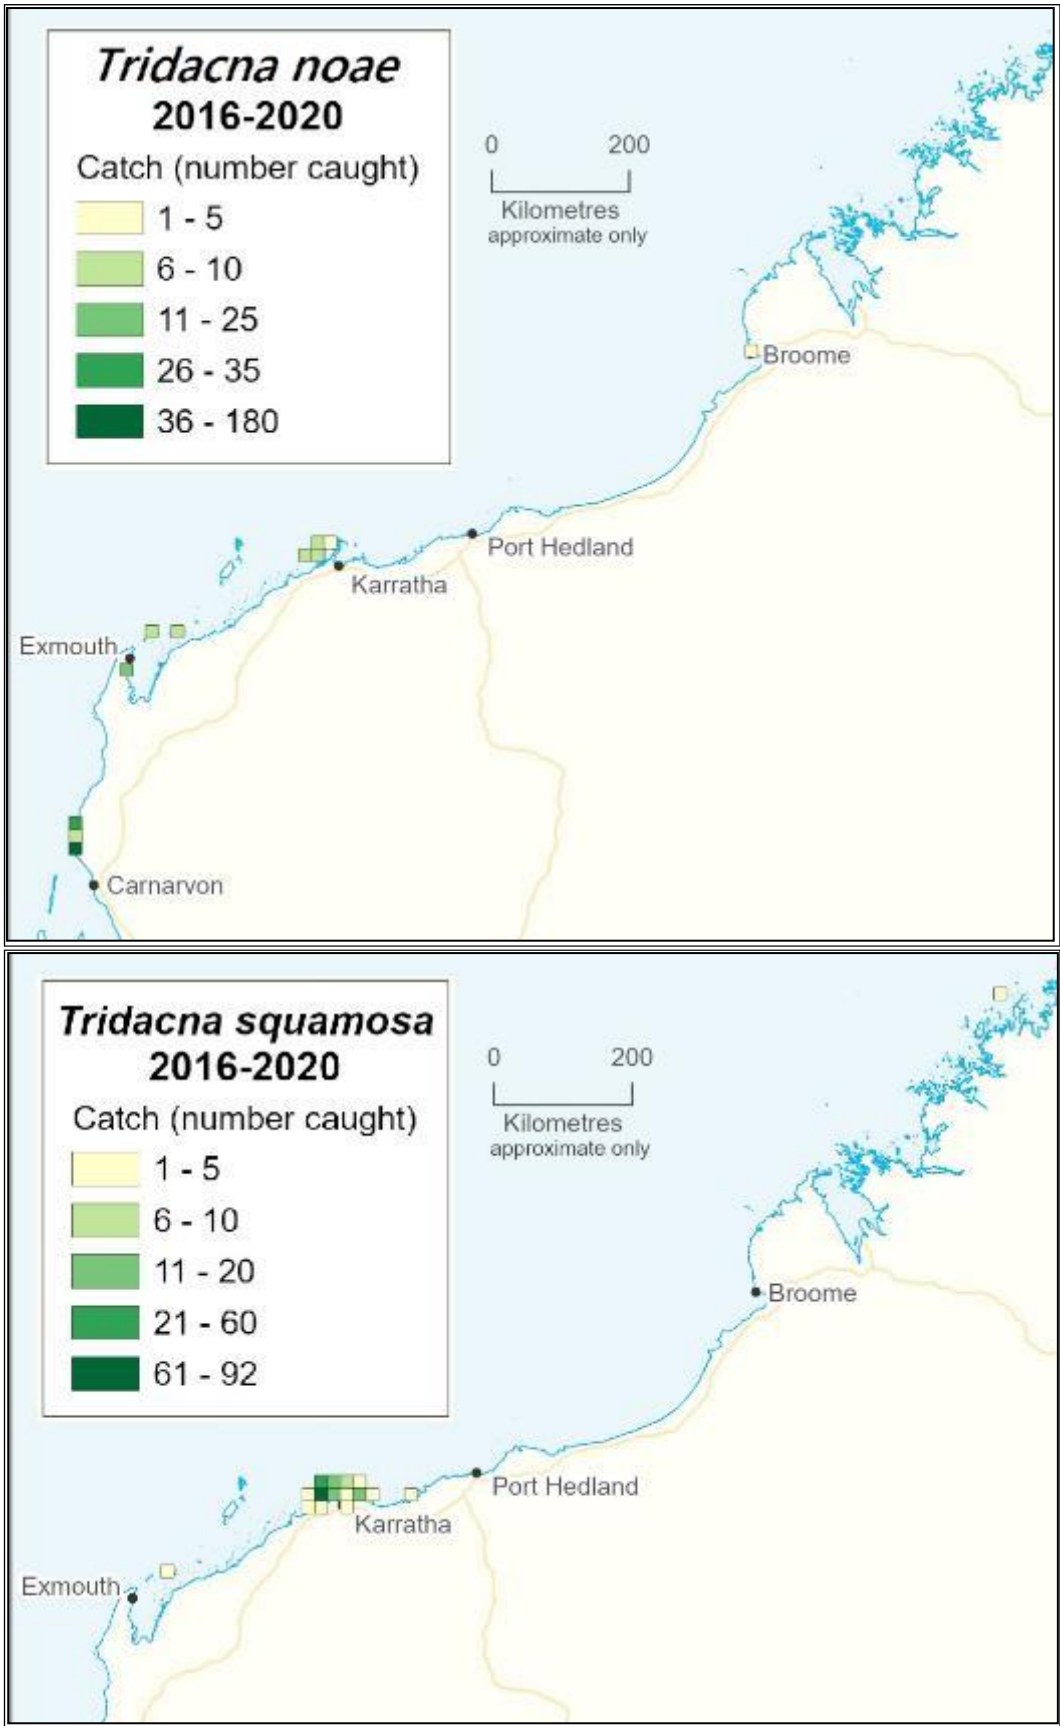 Tridacna noae
2016-2020
Catch (number caught)
1 - 5
6 - 10
11 - 25
26 - 35
36 - 180
0 200
Kilometres
approximate only
Broome
Port Hedland
Karratha
Exmouth
Carnarvon
Tridacna squamosa
2016-2020
Catch (number caught)
1 - 5
6 - 10
11 - 20
21 - 60
61 - 92
0 200
Kilometres
approximate only
Broome
Port Hedland
Karratha
Exmouth